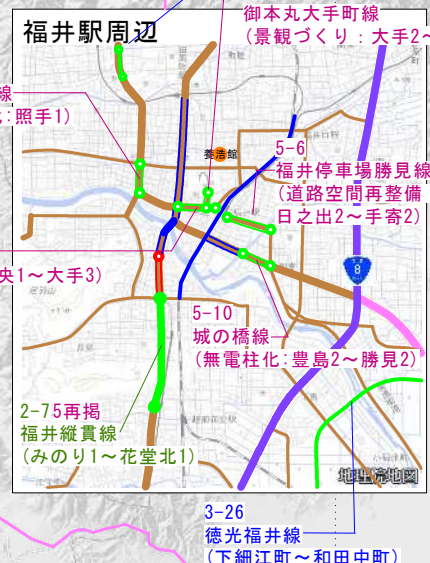 御本丸大手町線
(景観づくり:大手2~
福井駅周辺
線
:照手1)
養浩館
5-6
福井停車場勝見線
(道路空間再整備
日之出2~手寄2)
央1~大手3)
8
5-10
城の橋線
(無電柱化:豊島2~勝見2)
2-75再掲
福井縦貫線
(みのり1~花堂北1)
地理院地図
3-26
徳光福井線
(下細江町~和田中町)